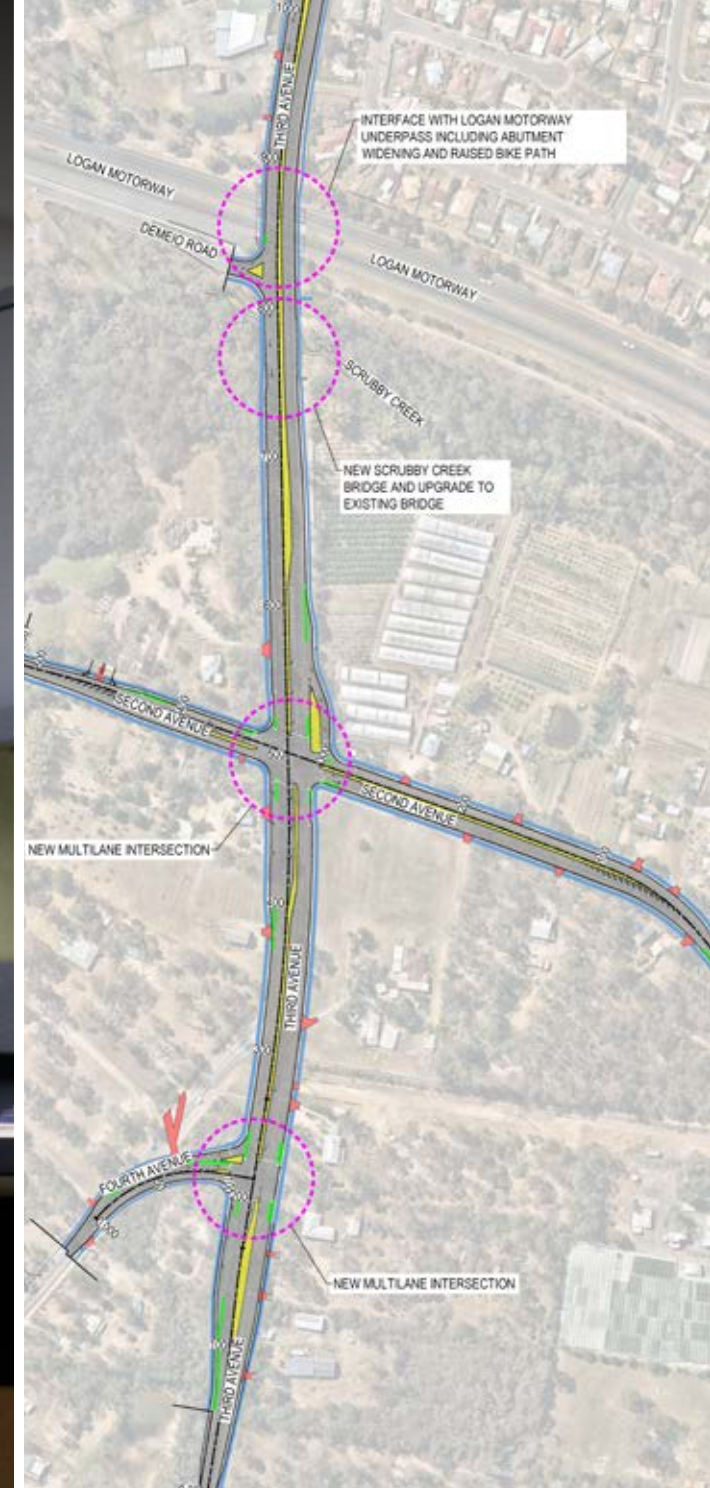 THIRD AVENUE
INTERFACE WITH LOGAN MOTORWAY
UNDERPASS INCLUDING ABUTMENT
WIDENING AND RAISED BIKE PATH
LOGAN MOTORWAY
DEMEIO ROAD
LOGAN MOTORWAY
SCRUBBY CREEK
NEW SCRUBBY CREEK
BRIDGE AND UPGRADE TO
EXISTING BRIDGE
SECOND AVENUE
SECOND AVENUE
NEW MULTILANE INTERSECTION
THIRD AVENUE
FOURTH AVENUE
NEW MULTILANE INTERSECTION
THIRD AVENUE